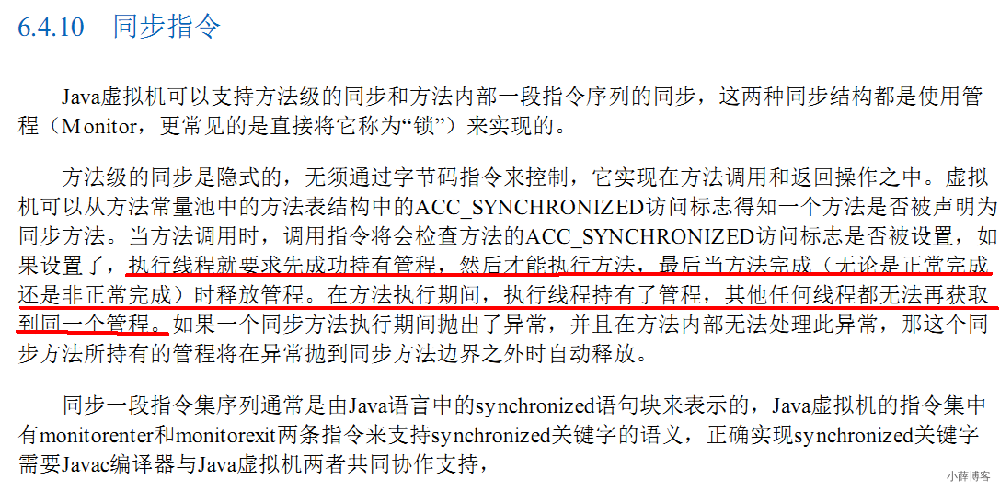 6.4.10 同步指令
Java虚拟机可以支持方法级的同步和方法内部一段指令序列的同步，这两种同步结构都是使用管
程（Monitor，更常见的是直接将它称为“锁”）来实现的。
方法级的同步是隐式的，无须通过字节码指令来控制，它实现在方法调用和返回操作之中。虚拟
机可以从方法常量池中的方法表结构中的ACC_SYNCHRONIZED访问标志得知一个方法是否被声明为
同步方法。当方法调用时，调用指令将会检查方法的ACC_SYNCHRONIZED访问标志是否被设置，如
果设置了，执行线程就要求先成功持有管程，然后才能执行方法，最后当方法完成（无论是正常完成
还是非正常完成）时释放管程。在方法执行期间，执行线程持有了管程，其他任何线程都无法再获取
到同一个管程。如果一个同步方法执行期间抛出了异常，并且在方法内部无法处理此异常，那这个同
步方法所持有的管程将在异常抛到同步方法边界之外时自动释放。
同步一段指令集序列通常是由Java语言中的synchronized语句块来表示的，Java虚拟机的指令集中
有monitorenter和monitorexit两条指令来支持synchronized关键字的语义，正确实现synchronized关键字
需要Javac编译器与Java虚拟机两者共同协作支持，
小薛博客